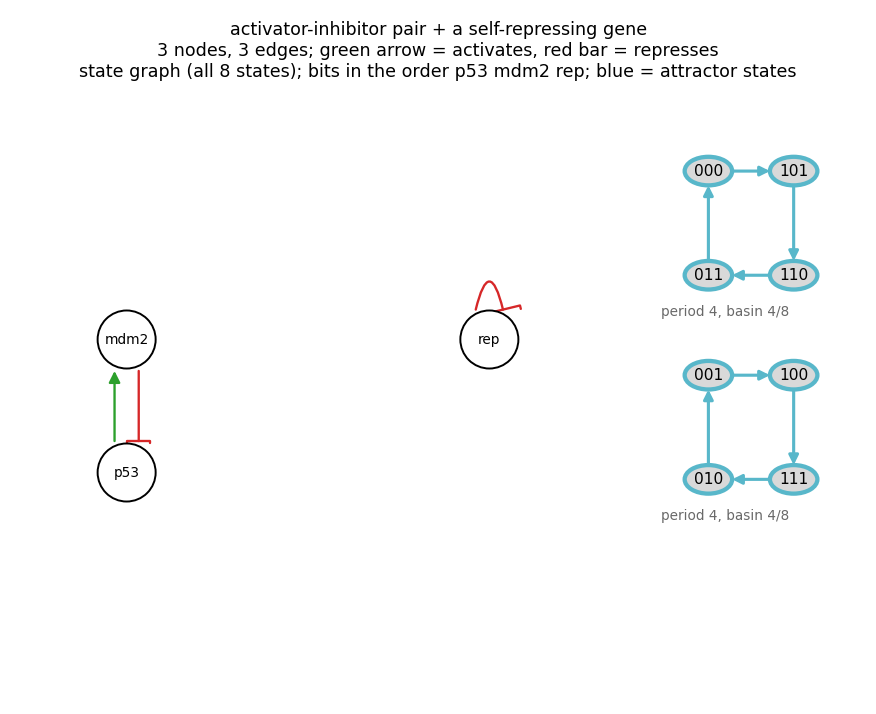 activator-inhibitor pair + a self-repressing gene
3 nodes, 3 edges; green arrow = activates, red bar = represses
state graph (all 8 states); bits in the order p53 mdm2 rep; blue = attractor states
000 101
011 110
period 4, basin 4/8
mdm2 rep
001 100
p53
010 111
period 4, basin 4/8